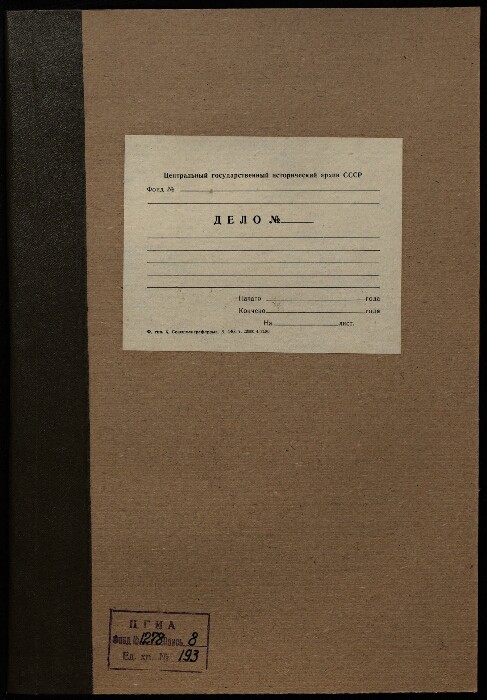 Центральный государственный исторический архив СССР
Фонд №
ДЕЛО №
Начато года
Кончено года
На лист.
ЦГИА
Фонд № 1278 Опись 8
Ед. хр. № 193